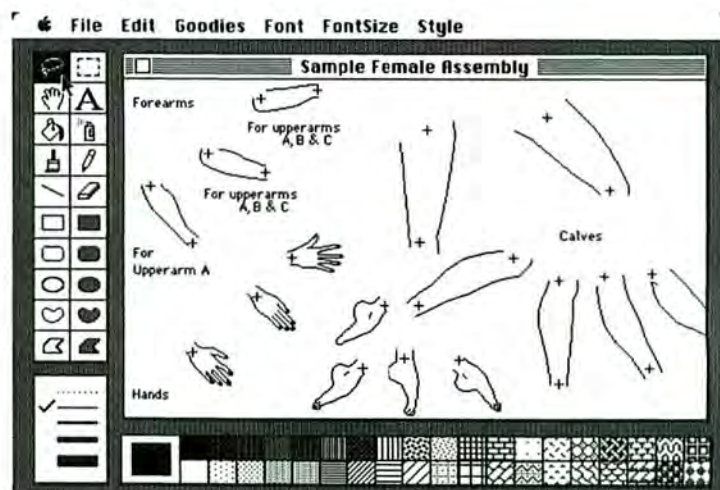 File Edit Goodies Font FontSize Style
Sample Female Assembly
Forearms
For upperarms
A,B & C
For upperarms
A,B & C
For
Upperarm A
Calves
Hands
A